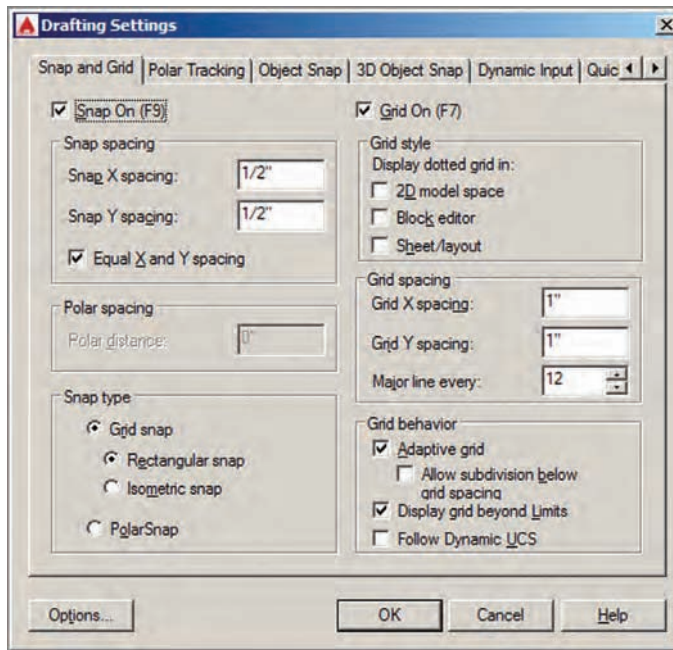 Drafting Settings
Snap and Grid Polar Tracking Object Snap 3D Object Snap Dynamic Input Quic
Snap On (F9)
Snap spacing
Snap X spacing: 1/2"
Snap Y spacing: 1/2"
Equal X and Y spacing
Polar spacing
Polar distance: 0"
Snap type
Grid snap
Rectangular snap
Isometric snap
PolarSnap
Grid On (F7)
Grid style
Display dotted grid in:
2D model space
Block editor
Sheet/layout
Grid spacing
Grid X spacing: 1"
Grid Y spacing: 1"
Major line every: 12
Grid behavior
Adaptive grid
Allow subdivision below
grid spacing
Display grid beyond Limits
Follow Dynamic UCS
Options... OK Cancel Help